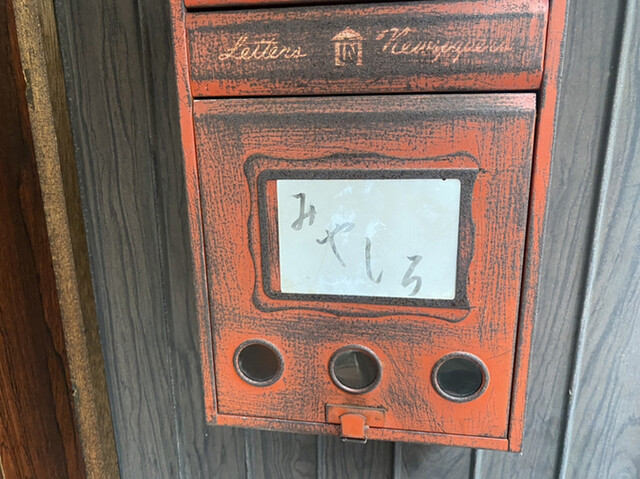 Letters IN Newspapers
みやしろ